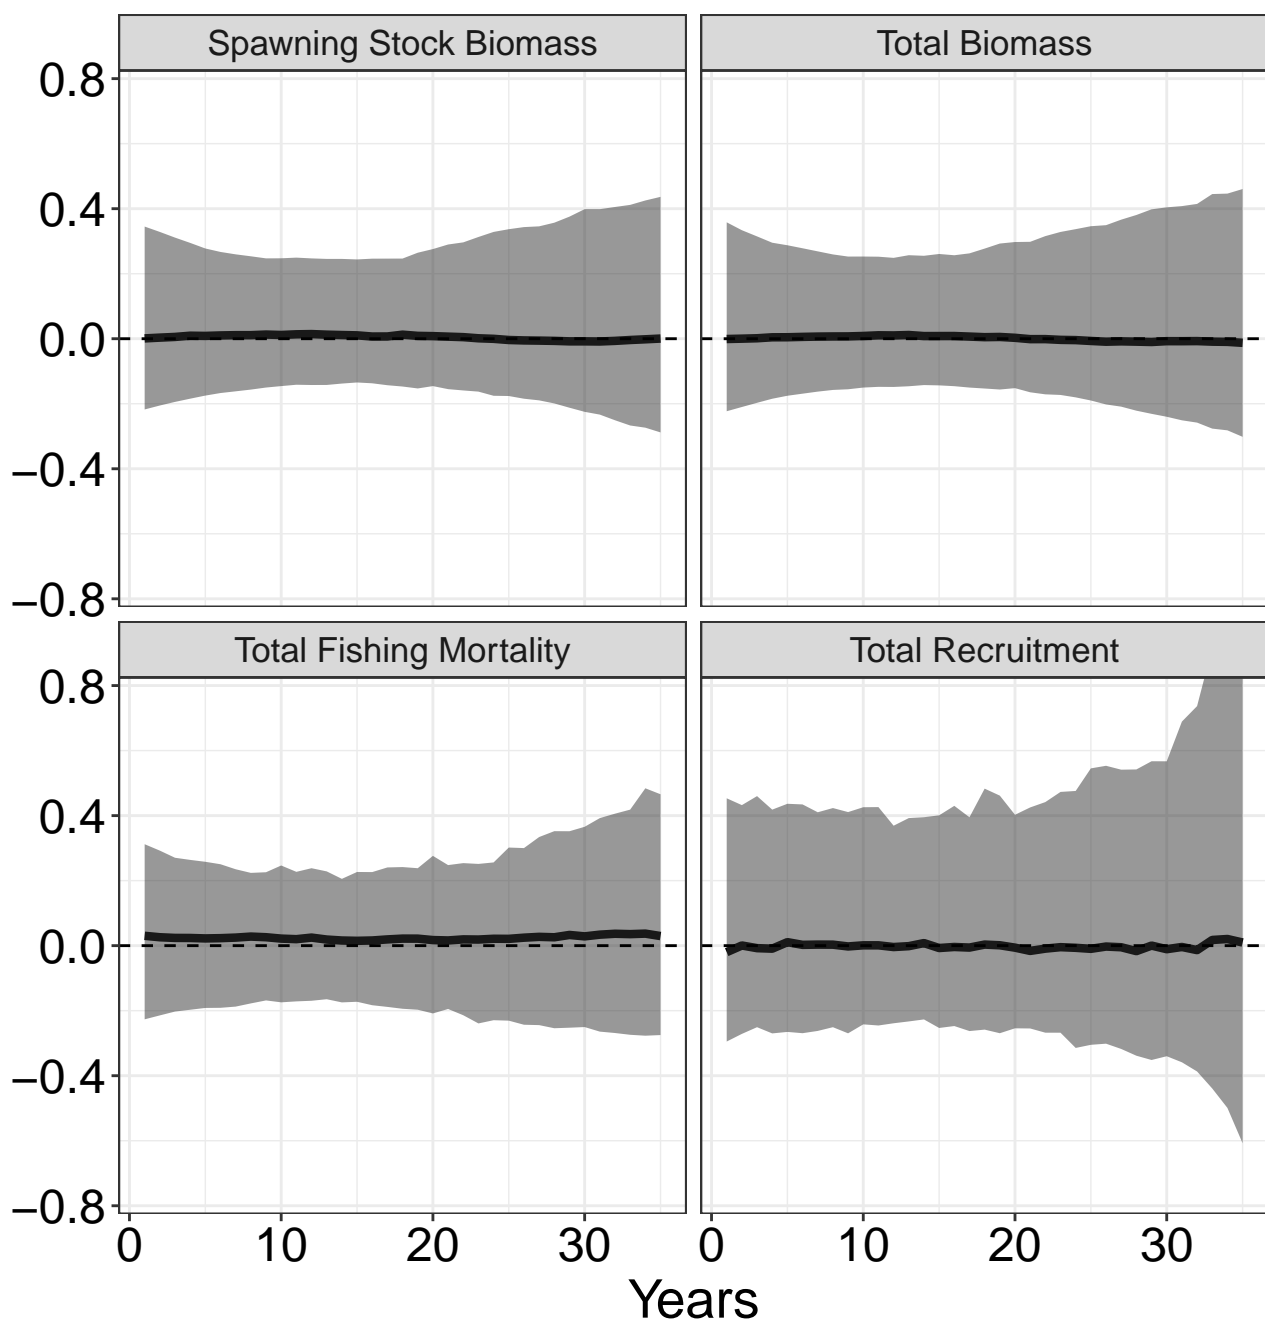 Spawning Stock Biomass
Total Biomass
0.8
0.4
0.0
−0.4
−0.8
Total Fishing Mortality
Total Recruitment
0.8
0.4
0.0
−0.4
−0.8
0 10 20 30
0 10 20 30
Years